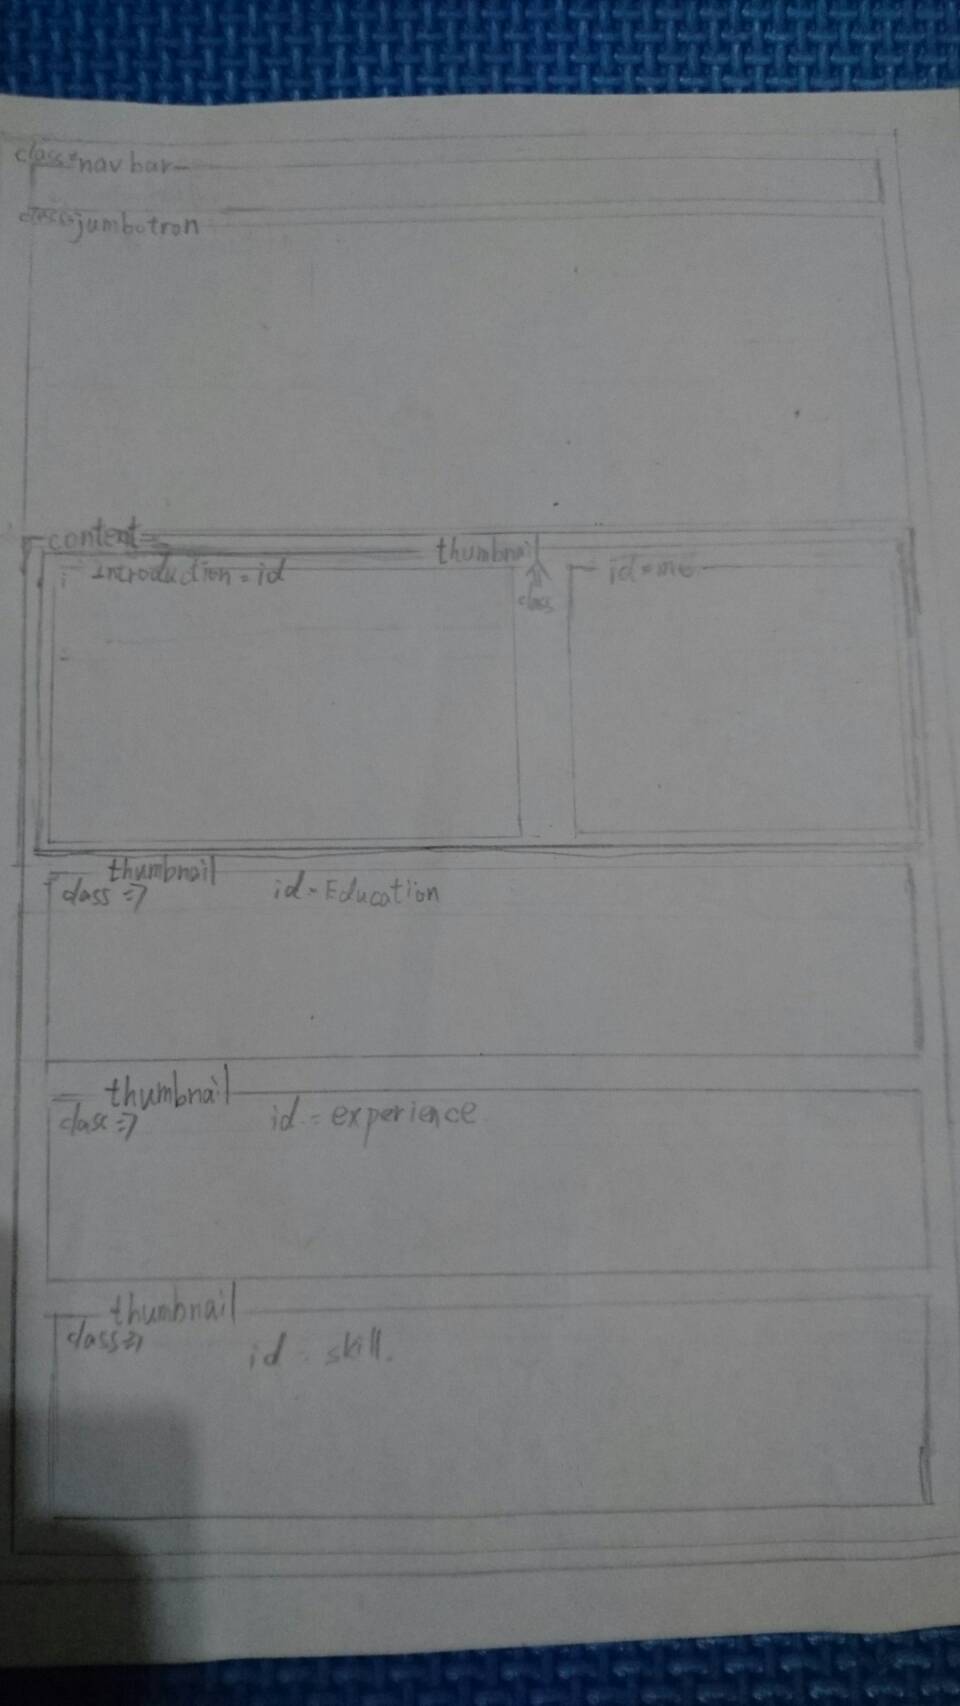 class=navbar
class=jumbotron
content=
thumbnail
Introduction = id
class
id=me
thumbnail
class =>
id=Education
thumbnail
class =>
id=experience
thumbnail
class =>
id=skill.